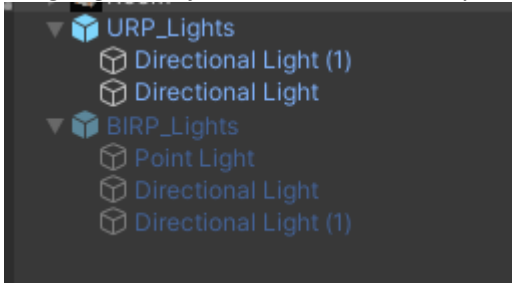 URP_Lights
Directional Light (1)
Directional Light
BIRP_Lights
Point Light
Directional Light
Directional Light (1)